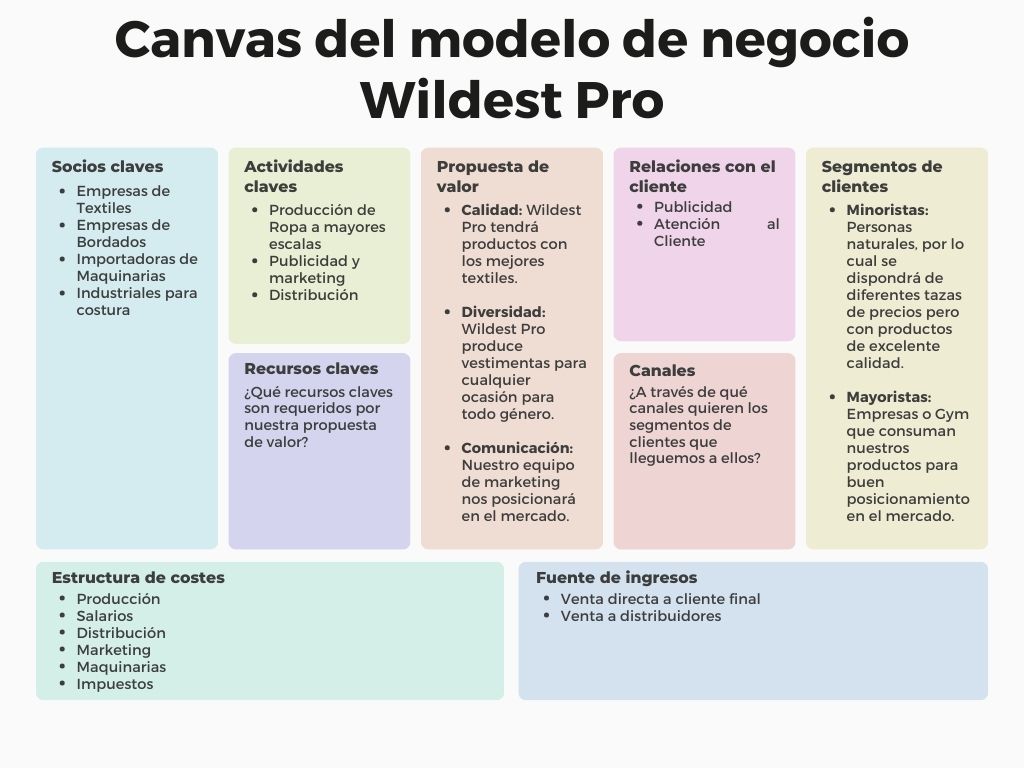 Canvas del modelo de negocio
Wildest Pro
Socios claves
• Empresas de
Textiles
• Empresas de
Bordados
• Importadoras de
Maquinarias
• Industriales para
costura
Actividades
claves
• Producción de
Ropa a mayores
escalas
• Publicidad y
marketing
• Distribución
Recursos claves
¿Qué recursos claves
son requeridos por
nuestra propuesta
de valor?
Propuesta de
valor
• Calidad: Wildest
Pro tendrá
productos con
los mejores
textiles.
• Diversidad:
Wildest Pro
produce
vestimentas para
cualquier
ocasión para
todo género.
• Comunicación:
Nuestro equipo
de marketing
nos posicionará
en el mercado.
Relaciones con el
cliente
• Publicidad
• Atención al
Cliente
Canales
¿A través de qué
canales quieren los
segmentos de
clientes que
lleguemos a ellos?
Segmentos de
clientes
• Minoristas:
Personas
naturales, por lo
cual se
dispondrá de
diferentes tazas
de precios pero
con productos
de excelente
calidad.
• Mayoristas:
Empresas o Gym
que consuman
nuestros
productos para
buen
posicionamiento
en el mercado.
Estructura de costes
• Producción
• Salarios
• Distribución
• Marketing
• Maquinarias
• Impuestos
Fuente de ingresos
• Venta directa a cliente final
• Venta a distribuidores